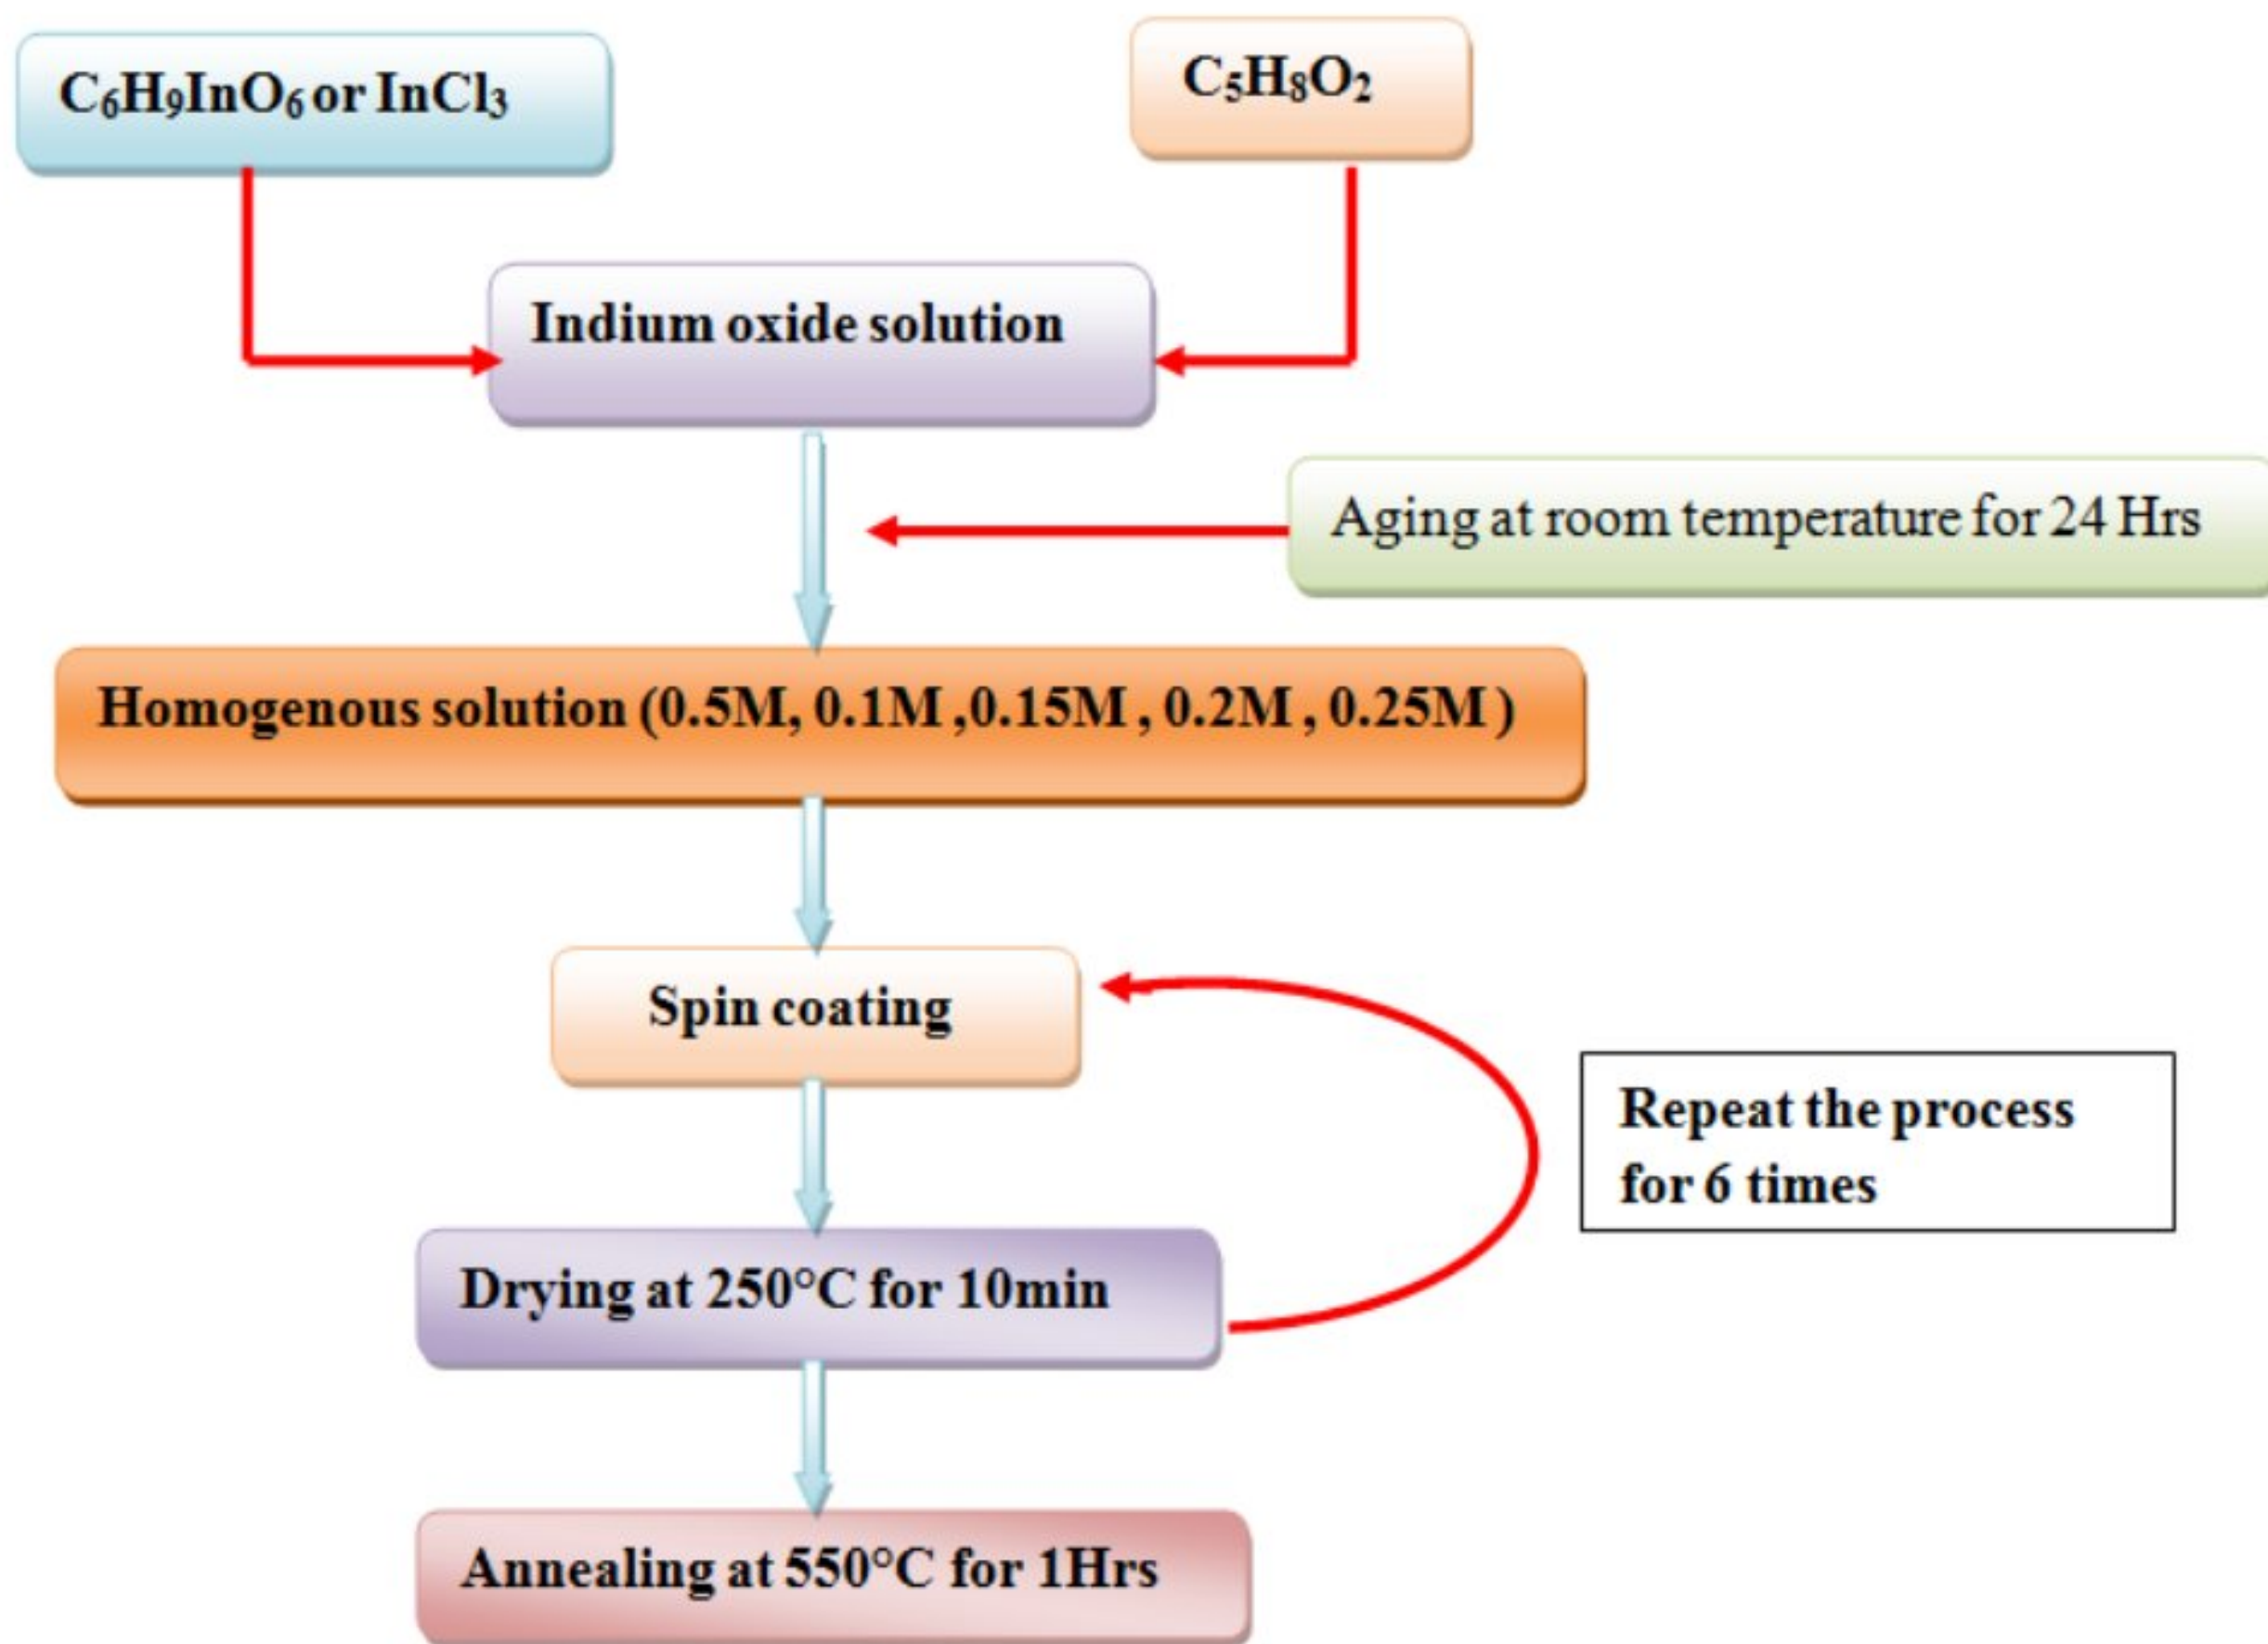 C₆H₉InO₆ or InCl₃
C₅H₈O₂
Indium oxide solution
Aging at room temperature for 24 Hrs
Homogenous solution (0.5M, 0.1M ,0.15M , 0.2M , 0.25M )
Spin coating
Repeat the process
for 6 times
Drying at 250°C for 10min
Annealing at 550°C for 1Hrs